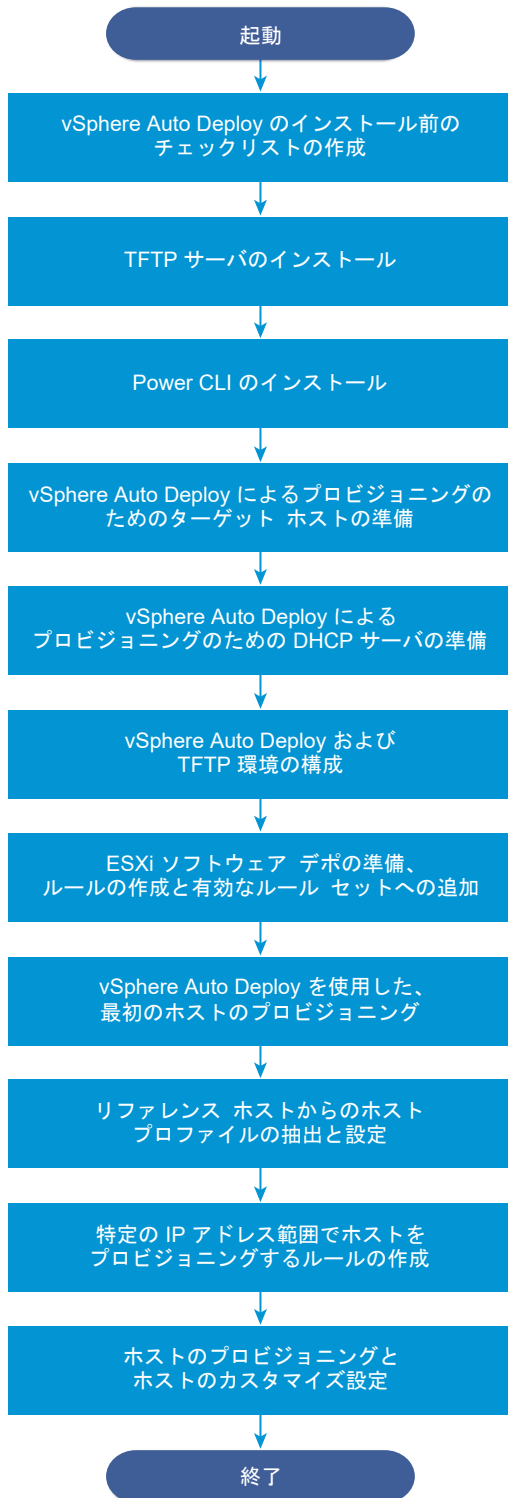 起動
vSphere Auto Deploy のインストール前の
チェックリストの作成
TFTP サーバのインストール
Power CLI のインストール
vSphere Auto Deploy によるプロビジョニングの
ためのターゲット ホストの準備
vSphere Auto Deploy による
プロビジョニングのための DHCP サーバの準備
vSphere Auto Deploy および
TFTP 環境の構成
ESXi ソフトウェア デポの準備、
ルールの作成と有効なルール セットへの追加
vSphere Auto Deploy を使用した、
最初のホストのプロビジョニング
リファレンス ホストからのホスト
プロファイルの抽出と設定
特定の IP アドレス範囲でホストを
プロビジョニングするルールの作成
ホストのプロビジョニングと
ホストのカスタマイズ設定
終了